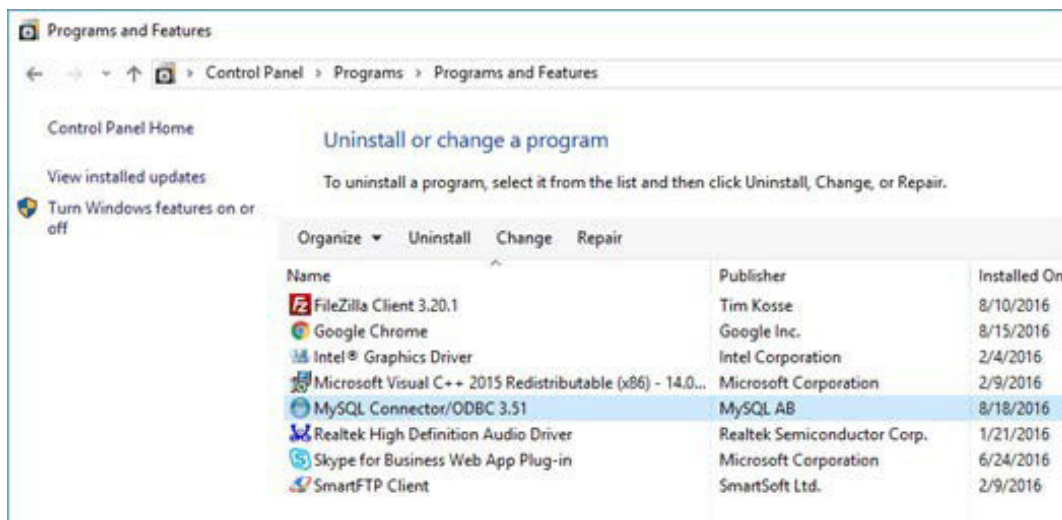 Programs and Features
Control Panel > Programs > Programs and Features
Control Panel Home
View installed updates
Turn Windows features on or
off
Uninstall or change a program
To uninstall a program, select it from the list and then click Uninstall, Change, or Repair.
Organize Uninstall Change Repair
Name Publisher Installed On
FileZilla Client 3.20.1 Tim Kosse 8/10/2016
Google Chrome Google Inc. 8/15/2016
Intel® Graphics Driver Intel Corporation 2/4/2016
Microsoft Visual C++ 2015 Redistributable (x86) - 14.0... Microsoft Corporation 2/9/2016
MySQL Connector/ODBC 3.51 MySQL AB 8/18/2016
Realtek High Definition Audio Driver Realtek Semiconductor Corp. 1/21/2016
Skype for Business Web App Plug-in Microsoft Corporation 6/24/2016
SmartFTP Client SmartSoft Ltd. 2/9/2016